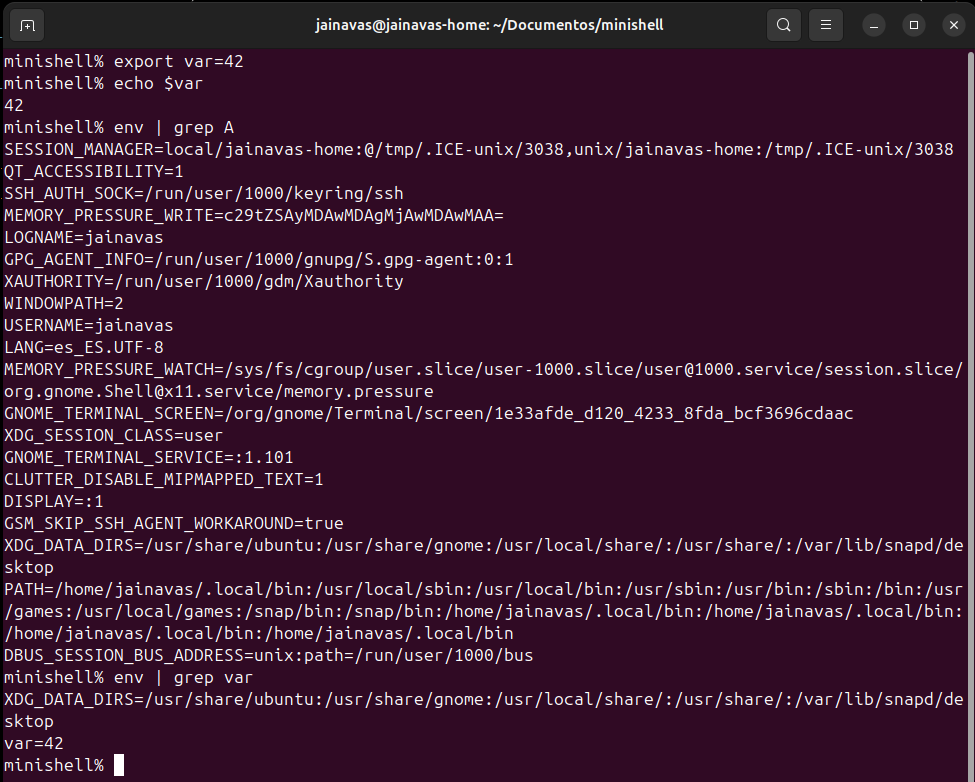 jainavas@jainavas-home: ~/Documentos/minishell
minishell% export var=42
minishell% echo $var
42
minishell% env | grep A
SESSION_MANAGER=local/jainavas-home:@/tmp/.ICE-unix/3038,unix/jainavas-home:/tmp/.ICE-unix/3038
QT_ACCESSIBILITY=1
SSH_AUTH_SOCK=/run/user/1000/keyring/ssh
MEMORY_PRESSURE_WRITE=c29tZSAyMDAwMDAgMjAwMDAwMAA=
LOGNAME=jainavas
GPG_AGENT_INFO=/run/user/1000/gnupg/S.gpg-agent:0:1
XAUTHORITY=/run/user/1000/gdm/Xauthority
WINDOWPATH=2
USERNAME=jainavas
LANG=es_ES.UTF-8
MEMORY_PRESSURE_WATCH=/sys/fs/cgroup/user.slice/user-1000.slice/user@1000.service/session.slice/
org.gnome.Shell@x11.service/memory.pressure
GNOME_TERMINAL_SCREEN=/org/gnome/Terminal/screen/1e33afde_d120_4233_8fda_bcf3696cdaac
XDG_SESSION_CLASS=user
GNOME_TERMINAL_SERVICE=:1.101
CLUTTER_DISABLE_MIPMAPPED_TEXT=1
DISPLAY=:1
GSM_SKIP_SSH_AGENT_WORKAROUND=true
XDG_DATA_DIRS=/usr/share/ubuntu:/usr/share/gnome:/usr/local/share/:/usr/share/:/var/lib/snapd/de
sktop
PATH=/home/jainavas/.local/bin:/usr/local/sbin:/usr/local/bin:/usr/sbin:/usr/bin:/sbin:/bin:/usr
/games:/usr/local/games:/snap/bin:/snap/bin:/home/jainavas/.local/bin:/home/jainavas/.local/bin:
/home/jainavas/.local/bin:/home/jainavas/.local/bin
DBUS_SESSION_BUS_ADDRESS=unix:path=/run/user/1000/bus
minishell% env | grep var
XDG_DATA_DIRS=/usr/share/ubuntu:/usr/share/gnome:/usr/local/share/:/usr/share/:/var/lib/snapd/de
sktop
var=42
minishell%